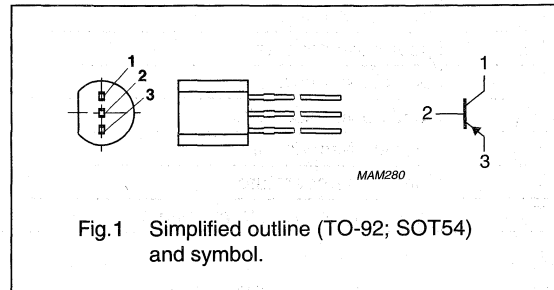 1
2
3
1
2
3
MAM280
Fig.1 Simplified outline (TO-92; SOT54)
and symbol.